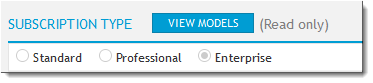 SUBSCRIPTION TYPE VIEW MODELS (Read only)
Standard Professional Enterprise